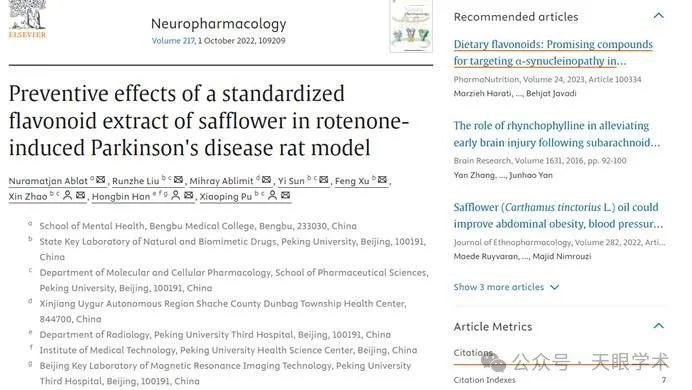 ELSEVIER
Neuropharmacology
Volume 217, 1 October 2022, 109209
Preventive effects of a standardized
flavonoid extract of safflower in rotenone-
induced Parkinson's disease rat model
Nuramatjan Ablat a, Runzhe Liu b c, Mihray Ablimit d, Yi Sun b c, Feng Xu b,
Xin Zhao b c, Hongbin Han e f g, Xiaoping Pu b c
a School of Mental Health, Bengbu Medical College, Bengbu, 233030, China
b State Key Laboratory of Natural and Biomimetic Drugs, Peking University, Beijing, 100191,
China
c Department of Molecular and Cellular Pharmacology, School of Pharmaceutical Sciences,
Peking University, Beijing, 100191, China
d Xinjiang Uygur Autonomous Region Shache County Dunbag Township Health Center,
844700, China
e Department of Radiology, Peking University Third Hospital, Beijing, 100191, China
f Institute of Medical Technology, Peking University Health Science Center, Beijing, China
g Beijing Key Laboratory of Magnetic Resonance Imaging Technology, Peking University
Third Hospital, Beijing, 100191, China
Recommended articles
Dietary flavonoids: Promising compounds
for targeting α-synucleinopathy in…
PharmaNutrition, Volume 24, 2023, Article 100334
Marzieh Harati, …, Behjat Javadi
The role of rhynchophylline in alleviating
early brain injury following subarachnoid…
Brain Research, Volume 1631, 2016, pp. 92-100
Yan Zhang, …, Junhao Yan
Safflower (Carthamus tinctorius L.) oil could
improve abdominal obesity, blood pressur…
Journal of Ethnopharmacology, Volume 282, 2022, Arti…
Maede Ruyvaran, …, Majid Nimrouzi
Show 3 more articles
Article Metrics
Citations
公众号 · 天眼学术
Citation Indexes 7